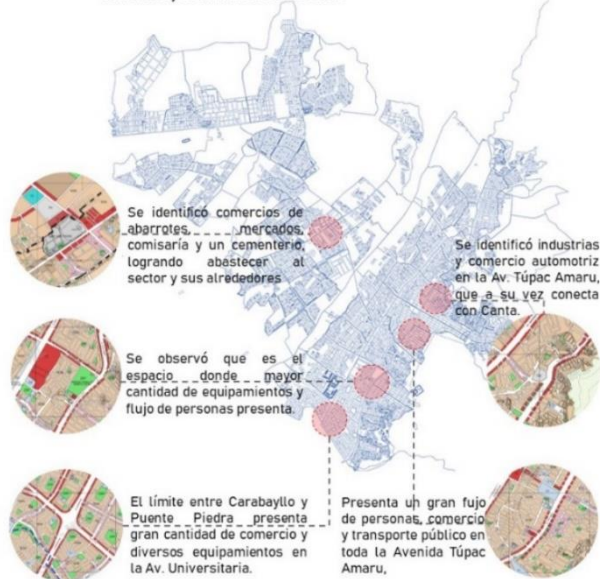 Se identificó comercios de
abarrotes, mercados,
comisaría y un cementerio,
logrando abastecer al
sector y sus alrededores
Se identificó industrias
y comercio automotriz
en la Av. Túpac Amaru,
que a su vez conecta
con Canta.
Se observó que es el
espacio donde mayor
cantidad de equipamientos y
flujo de personas presenta.
El límite entre Carabayllo y
Puente Piedra presenta
gran cantidad de comercio y
diversos equipamientos en
la Av. Universitaria.
Presenta un gran fujo
de personas, comercio
y transporte público en
toda la Avenida Túpac
Amaru,